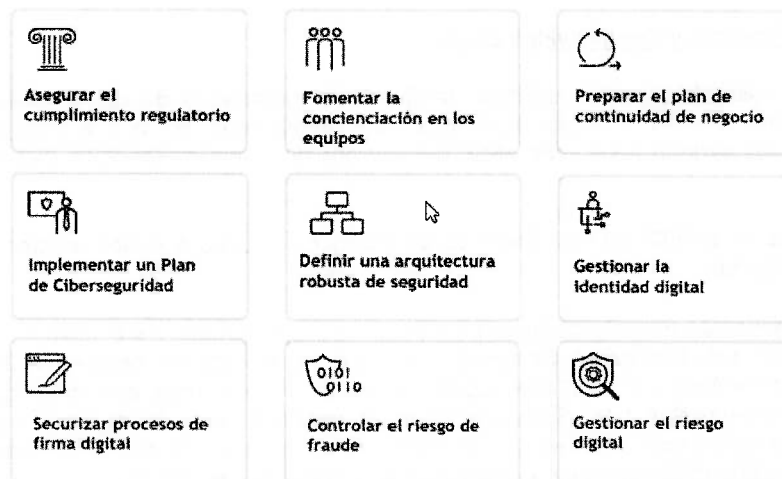 Asegurar el
cumplimiento regulatorio
Fomentar la
concienciación en los
equipos
Preparar el plan de
continuidad de negocio
Implementar un Plan
de Ciberseguridad
Definir una arquitectura
robusta de seguridad
Gestionar la
identidad digital
Securizar procesos de
firma digital
0101
0110
Controlar el riesgo de
fraude
Gestionar el riesgo
digital